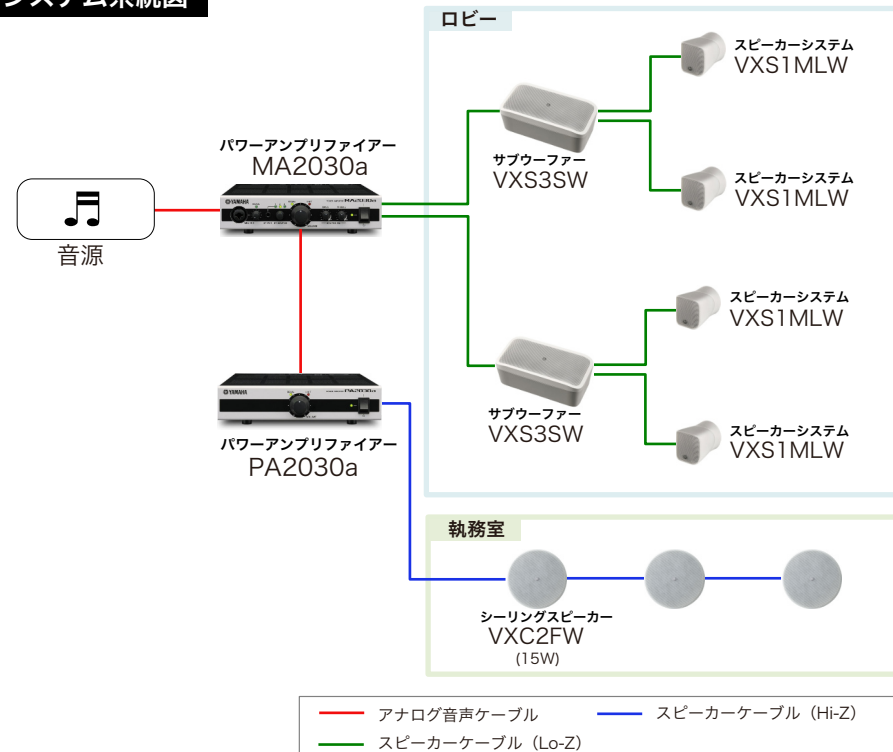 システム系統図
ロビー
スピーカーシステム
VXS1MLW
パワーアンプリファイアー
MA2030a
サブウーファー
VXS3SW
スピーカーシステム
VXS1MLW
YAMAHA
MA2030a
音源
スピーカーシステム
VXS1MLW
YAMAHA
PA2030a
サブウーファー
VXS3SW
スピーカーシステム
VXS1MLW
パワーアンプリファイアー
PA2030a
執務室
シーリングスピーカー
VXC2FW
(15W)
アナログ音声ケーブル
スピーカーケーブル（Hi-Z）
スピーカーケーブル（Lo-Z）